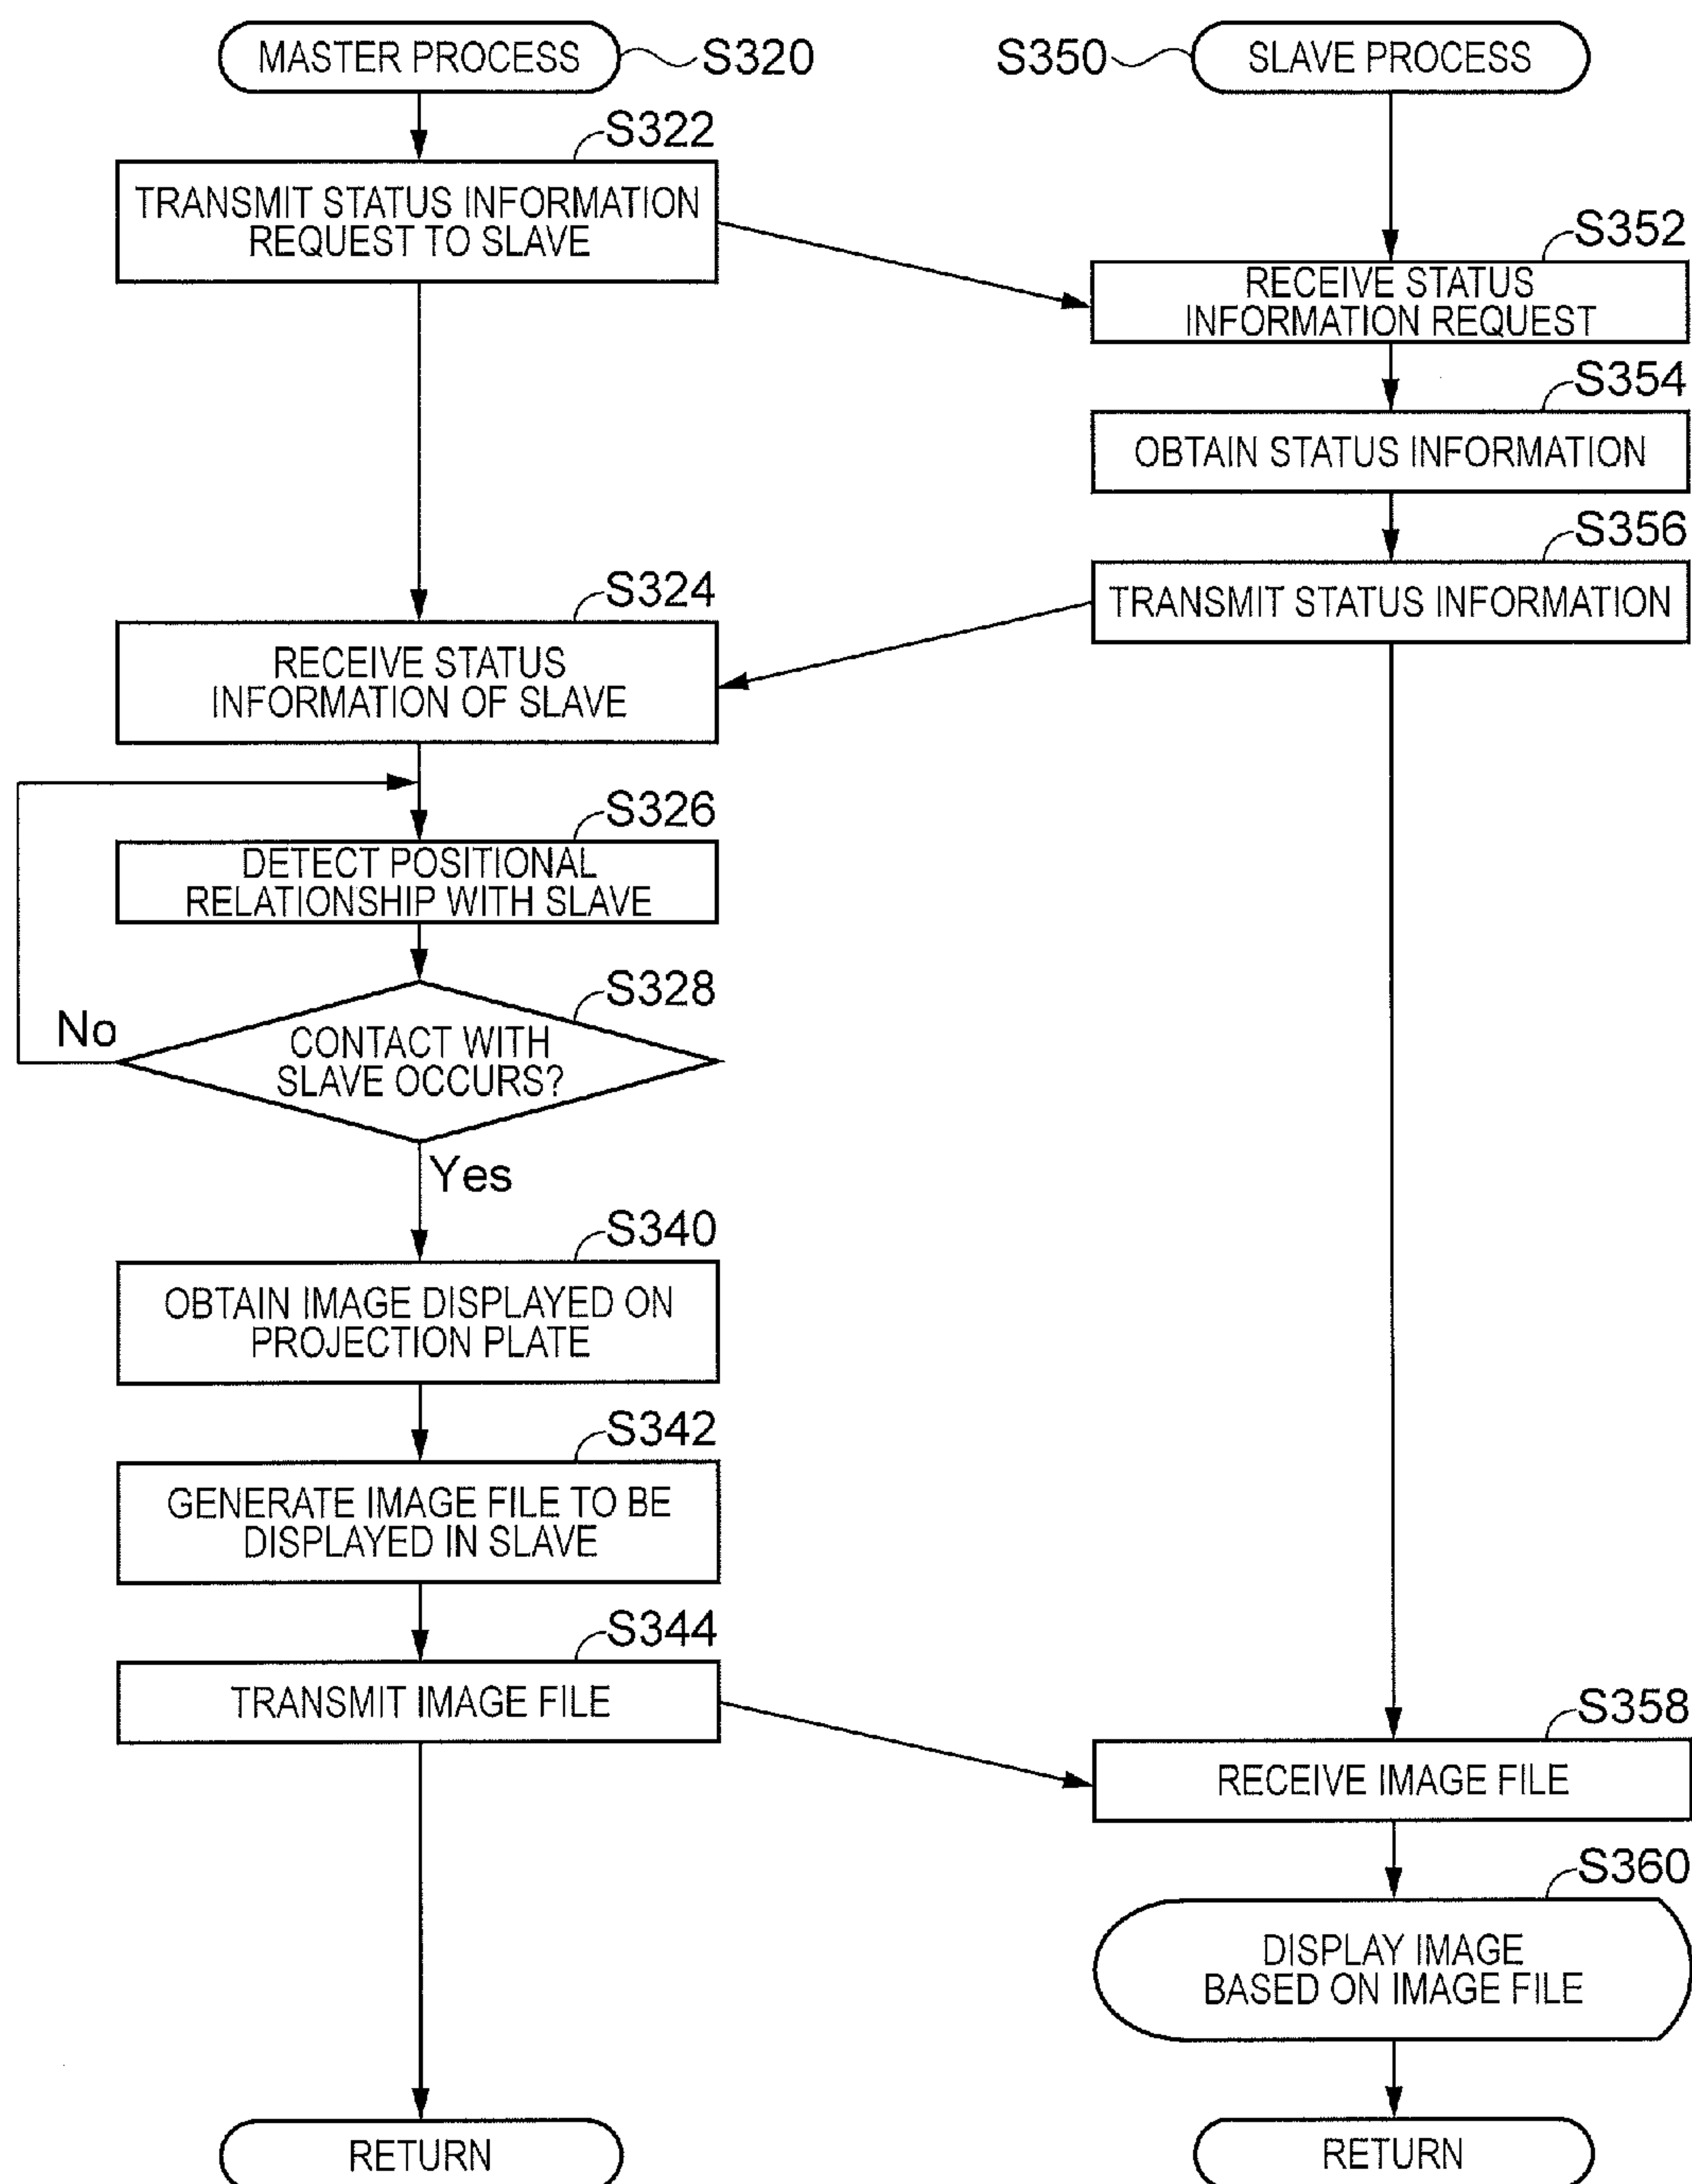 MASTER PROCESS
S320
S322
TRANSMIT STATUS INFORMATION
REQUEST TO SLAVE
S324
RECEIVE STATUS
INFORMATION OF SLAVE
S326
DETECT POSITIONAL
RELATIONSHIP WITH SLAVE
S328
CONTACT WITH
SLAVE OCCURS?
No
Yes
S340
OBTAIN IMAGE DISPLAYED ON
PROJECTION PLATE
S342
GENERATE IMAGE FILE TO BE
DISPLAYED IN SLAVE
S344
TRANSMIT IMAGE FILE
RETURN
S350
SLAVE PROCESS
S352
RECEIVE STATUS
INFORMATION REQUEST
S354
OBTAIN STATUS INFORMATION
S356
TRANSMIT STATUS INFORMATION
S358
RECEIVE IMAGE FILE
S360
DISPLAY IMAGE
BASED ON IMAGE FILE
RETURN